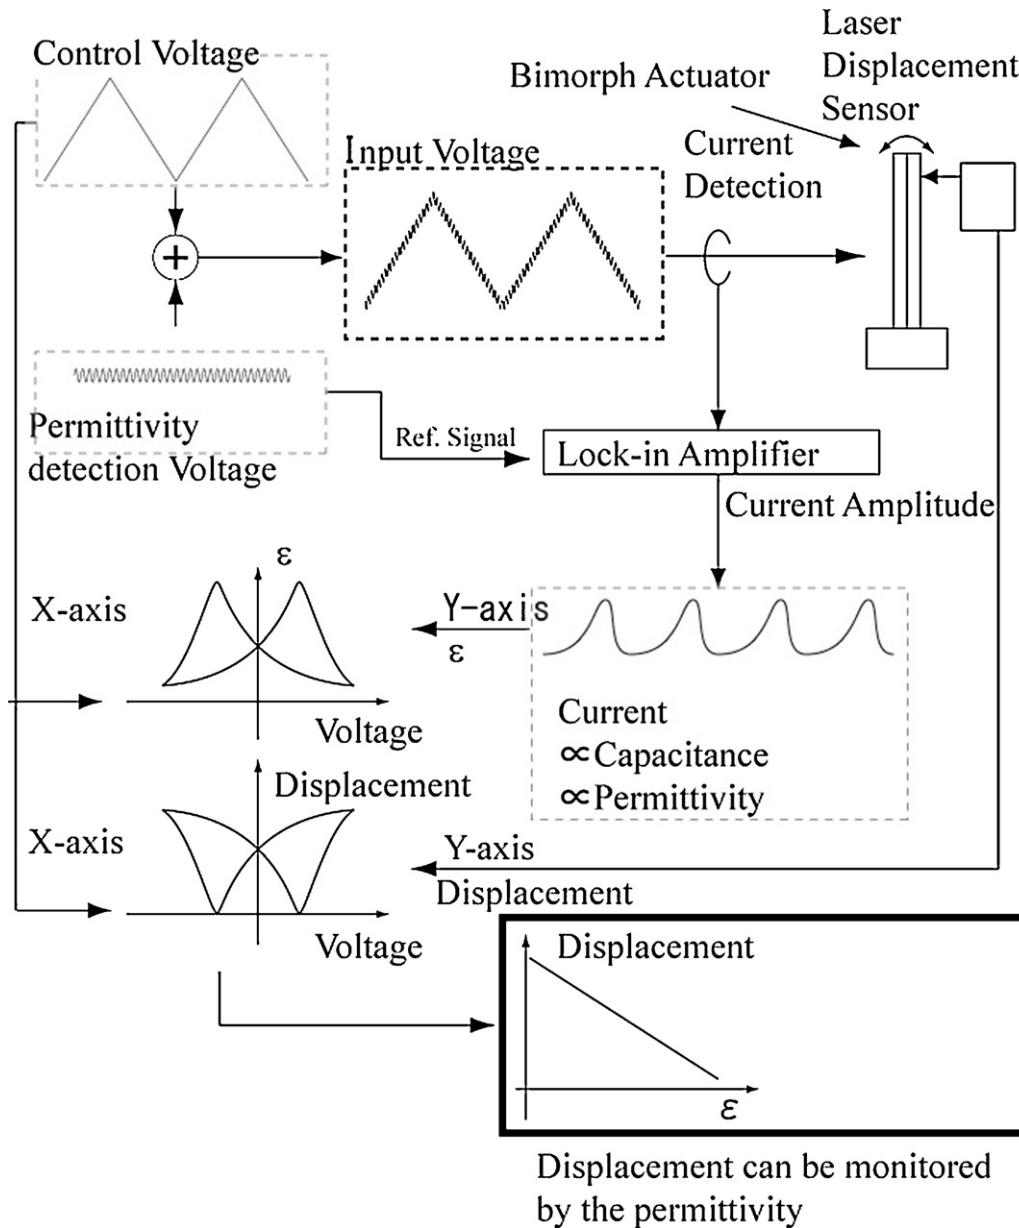 Control Voltage
Laser
Displacement
Sensor
Bimorph Actuator
Input Voltage
Current
Detection
+
Permittivity
detection Voltage
Ref. Signal
Lock-in Amplifier
Current Amplitude
ε
X-axis
Y-axis
ε
Voltage
Current
∝Capacitance
∝Permittivity
Displacement
X-axis
Y-axis
Displacement
Voltage
Displacement
ε
Displacement can be monitored
by the permittivity